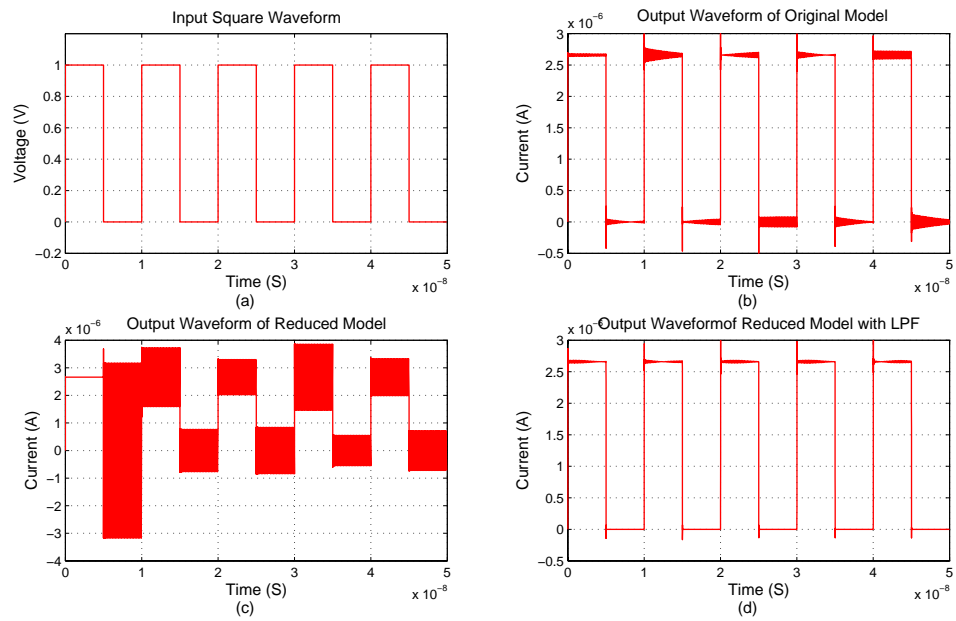 Input Square Waveform
1
0.8
0.6
0.4
0.2
0
−0.2
Voltage (V)
0 1 2 3 4 5
Time (S)
x 10⁻⁸
(a)
x 10⁻⁶
Output Waveform of Original Model
3
2.5
2
1.5
1
0.5
0
−0.5
Current (A)
0 1 2 3 4 5
Time (S)
x 10⁻⁸
(b)
x 10⁻⁶
Output Waveform of Reduced Model
4
3
2
1
0
−1
−2
−3
−4
Current (A)
0 1 2 3 4 5
Time (S)
x 10⁻⁸
(c)
Output Waveformof Reduced Model with LPF
3
2.5
2
1.5
1
0.5
0
−0.5
Current (A)
0 1 2 3 4 5
Time (S)
x 10⁻⁸
(d)